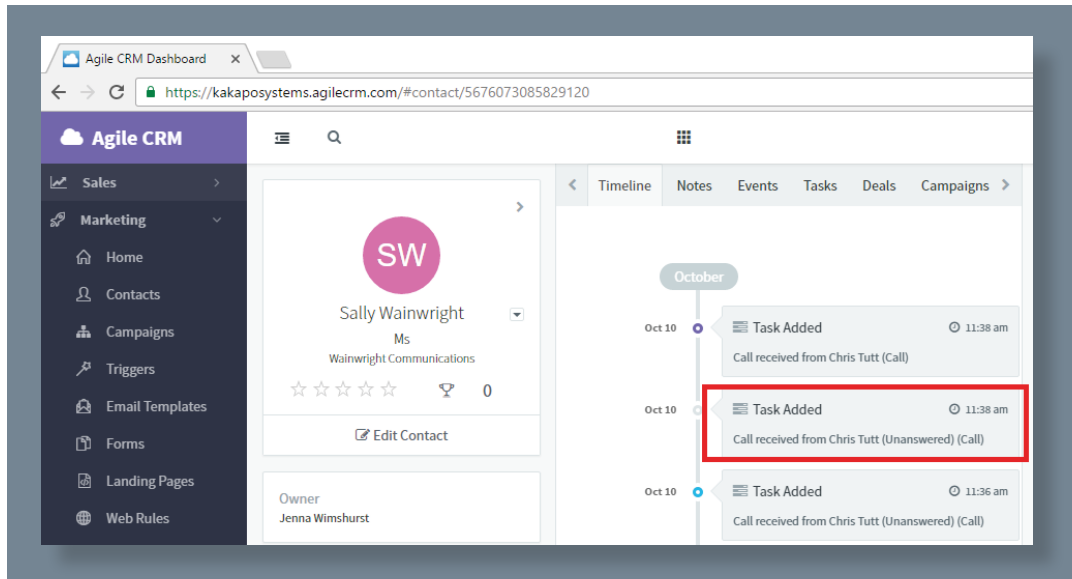 Agile CRM Dashboard
https://kakaposystems.agilecrm.com/#contact/5676073085829120
Agile CRM
Sales
Marketing
Home
Contacts
Campaigns
Triggers
Email Templates
Forms
Landing Pages
Web Rules
SW
Sally Wainwright
Ms
Wainwright Communications
0
Edit Contact
Owner
Jenna Wimshurst
Timeline Notes Events Tasks Deals Campaigns
October
Oct 10 Task Added 11:38 am
Call received from Chris Tutt (Call)
Oct 10 Task Added 11:38 am
Call received from Chris Tutt (Unanswered) (Call)
Oct 10 Task Added 11:36 am
Call received from Chris Tutt (Unanswered) (Call)